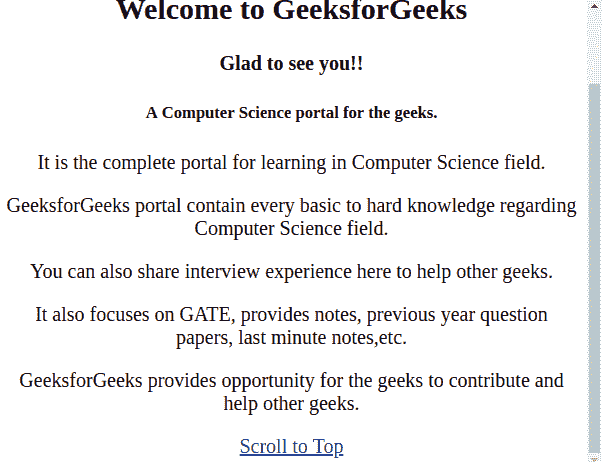 Welcome to GeeksforGeeks
Glad to see you!!
A Computer Science portal for the geeks.
It is the complete portal for learning in Computer Science field.
GeeksforGeeks portal contain every basic to hard knowledge regarding
Computer Science field.
You can also share interview experience here to help other geeks.
It also focuses on GATE, provides notes, previous year question
papers, last minute notes,etc.
GeeksforGeeks provides opportunity for the geeks to contribute and
help other geeks.
Scroll to Top